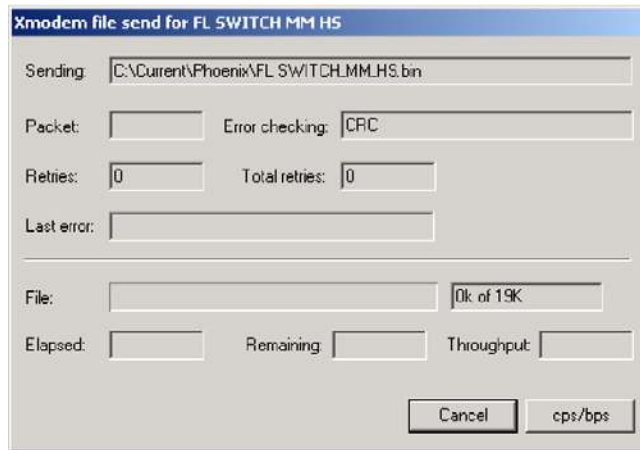 Xmodem file send for FL SWITCH MM HS
Sending: C:\Current\Phoenix\FL SWITCH_MM_HS.bin
Packet: Error checking: CRC
Retries: 0 Total retries: 0
Last error:
File: 0k of 19K
Elapsed: Remaining: Throughput:
Cancel cps/bps